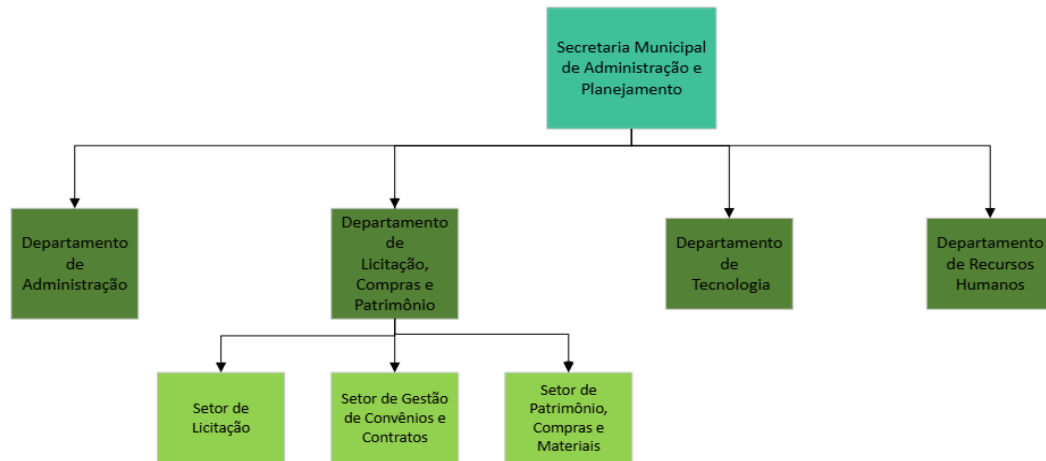 Secretaria Municipal
de Administração e
Planejamento
Departamento
de
Administração
Departamento
de
Licitação,
Compras e
Patrimônio
Departamento
de
Tecnologia
Departamento
de Recursos
Humanos
Setor de
Licitação
Setor de Gestão
de Convênios e
Contratos
Setor de
Patrimônio,
Compras e
Materiais